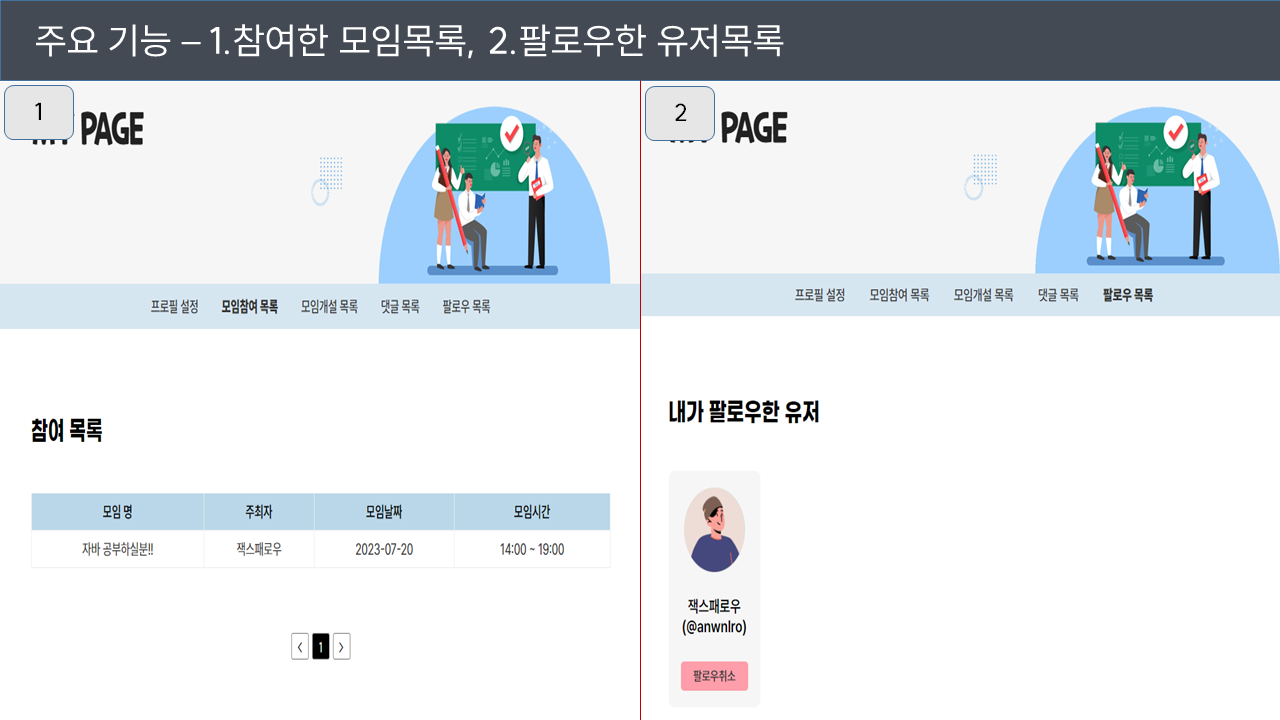 주요 기능 – 1.참여한 모임목록, 2.팔로우한 유저목록
1
PAGE
프로필 설정 모임참여 목록 모임개설 목록 댓글 목록 팔로우 목록
참여 목록
모임 명 주최자 모임날짜 모임시간
자바 공부하실분!! 잭스패로우 2023-07-20 14:00 ~ 19:00
< 1 >
2
PAGE
프로필 설정 모임참여 목록 모임개설 목록 댓글 목록 팔로우 목록
내가 팔로우한 유저
잭스패로우
(@anwnlro)
팔로우취소